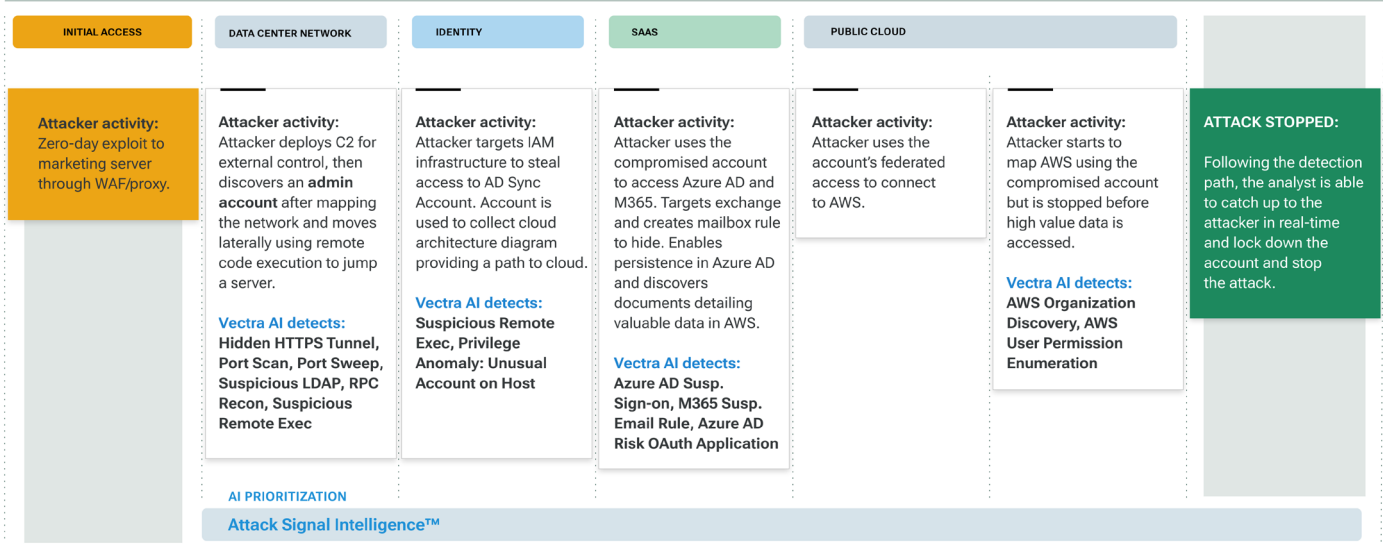 INITIAL ACCESS
DATA CENTER NETWORK
IDENTITY
SAAS
PUBLIC CLOUD
Attacker activity:
Zero-day exploit to
marketing server
through WAF/proxy.
Attacker activity:
Attacker deploys C2 for
external control, then
discovers an admin
account after mapping
the network and moves
laterally using remote
code execution to jump
a server.
Vectra AI detects:
Hidden HTTPS Tunnel,
Port Scan, Port Sweep,
Suspicious LDAP, RPC
Recon, Suspicious
Remote Exec
Attacker activity:
Attacker targets IAM
infrastructure to steal
access to AD Sync
Account. Account is
used to collect cloud
architecture diagram
providing a path to cloud.
Vectra AI detects:
Suspicious Remote
Exec, Privilege
Anomaly: Unusual
Account on Host
Attacker activity:
Attacker uses the
compromised account
to access Azure AD and
M365. Targets exchange
and creates mailbox rule
to hide. Enables
persistence in Azure AD
and discovers
documents detailing
valuable data in AWS.
Vectra AI detects:
Azure AD Susp.
Sign-on, M365 Susp.
Email Rule, Azure AD
Risk OAuth Application
Attacker activity:
Attacker uses the
account's federated
access to connect
to AWS.
Attacker activity:
Attacker starts to
map AWS using the
compromised account
but is stopped before
high value data is
accessed.
Vectra AI detects:
AWS Organization
Discovery, AWS
User Permission
Enumeration
ATTACK STOPPED:
Following the detection
path, the analyst is able
to catch up to the
attacker in real-time
and lock down the
account and stop
the attack.
AI PRIORITIZATION
Attack Signal Intelligence™